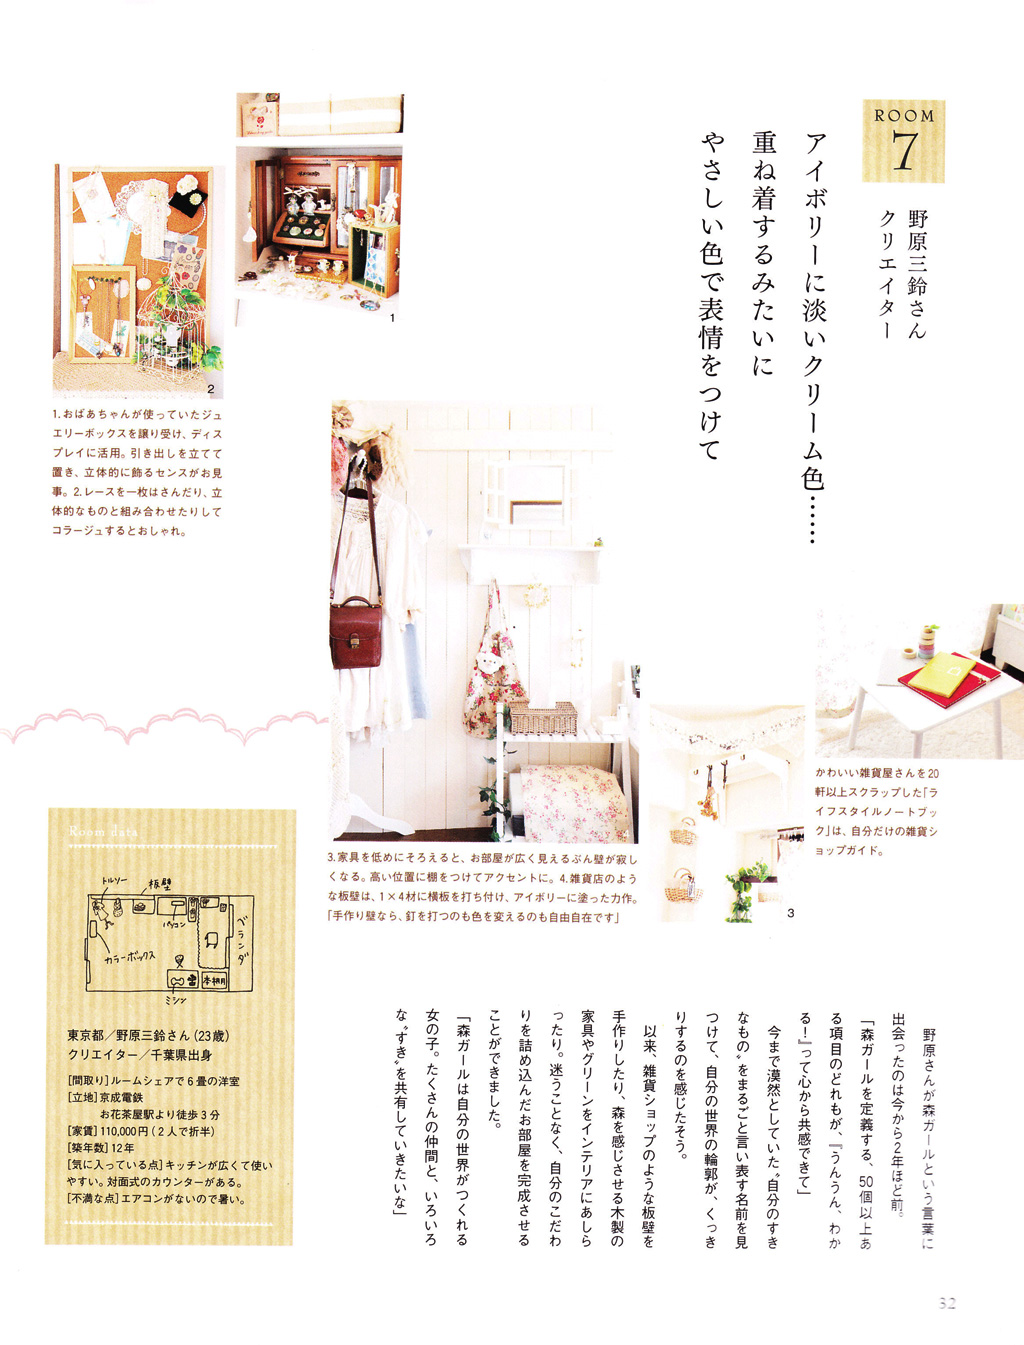 ROOM
7
野原三鈴さん
クリエイター
アイボリーに淡いクリーム色……
重ね着するみたいに
やさしい色で表情をつけて
1
2
1.おばあちゃんが使っていたジュ
エリーボックスを譲り受け、ディス
プレイに活用。引き出しを立てて
置き、立体的に飾るセンスがお見
事。2.レースを一枚はさんだり、立
体的なものと組み合わせたりして
コラージュするとおしゃれ。
4
3
かわいい雑貨屋さんを20
軒以上スクラップした「ラ
イフスタイルノートブッ
ク」は、自分だけの雑貨シ
ョップガイド。
3.家具を低めにそろえると、お部屋が広く見えるぶん壁が寂し
くなる。高い位置に棚をつけてアクセントに。4.雑貨店のよう
な板壁は、1×4材に横板を打ち付け、アイボリーに塗った力作。
「手作り壁なら、釘を打つのも色を変えるのも自由自在です」
Room data
トルソー
板壁
パソコン
ベランダ
カラーボックス
本棚
ミシン
東京都／野原三鈴さん(23歳)
クリエイター／千葉県出身
[間取り]ルームシェアで6畳の洋室
[立地]京成電鉄
お花茶屋駅より徒歩3分
[家賃]110,000円(2人で折半)
[築年数]12年
[気に入っている点]キッチンが広くて使い
やすい。対面式のカウンターがある。
[不満な点]エアコンがないので暑い。
野原さんが森ガールという言葉に
出会ったのは今から2年ほど前。
「森ガールを定義する、50個以上あ
る項目のどれもが、『うんうん、わか
る！』って心から共感できて」
今まで漠然としていた〝自分のすき
なもの〟をまるごと言い表す名前を見
つけて、自分の世界の輪郭が、くっき
りするのを感じたそう。
以来、雑貨ショップのような板壁を
手作りしたり、森を感じさせる木製の
家具やグリーンをインテリアにあしら
ったり。迷うことなく、自分のこだわ
りを詰め込んだお部屋を完成させる
ことができました。
「森ガールは自分の世界がつくれる
女の子。たくさんの仲間と、いろいろ
な〝すき〟を共有していきたいな」
32